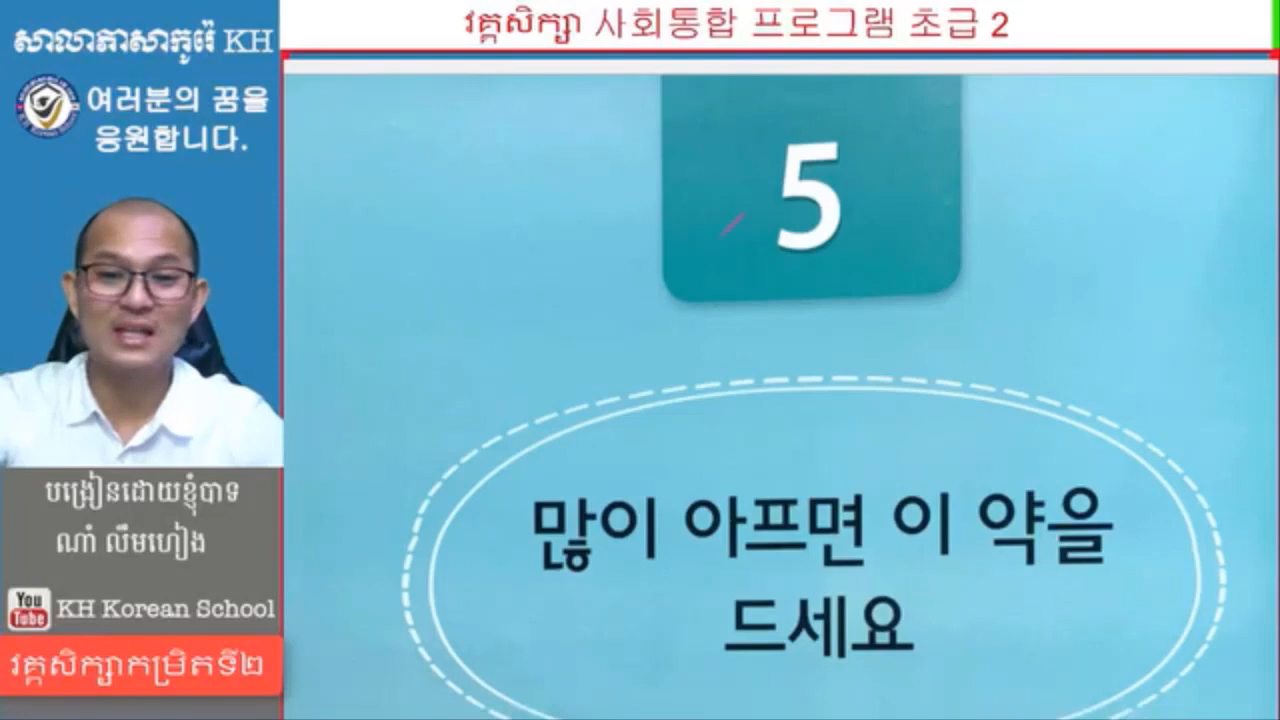 វគ្គសិក្សា 사회통합 프로그램 초급 2
សាលាភាសាកូរ៉េ KH
여러분의 꿈을
응원합니다.
5
많이 아프면 이 약을
드세요
បង្រៀនដោយខ្ញុំបាទ
ណាំ លឹមហៀង
You
Tube
KH Korean School
វគ្គសិក្សាកម្រិតទី២